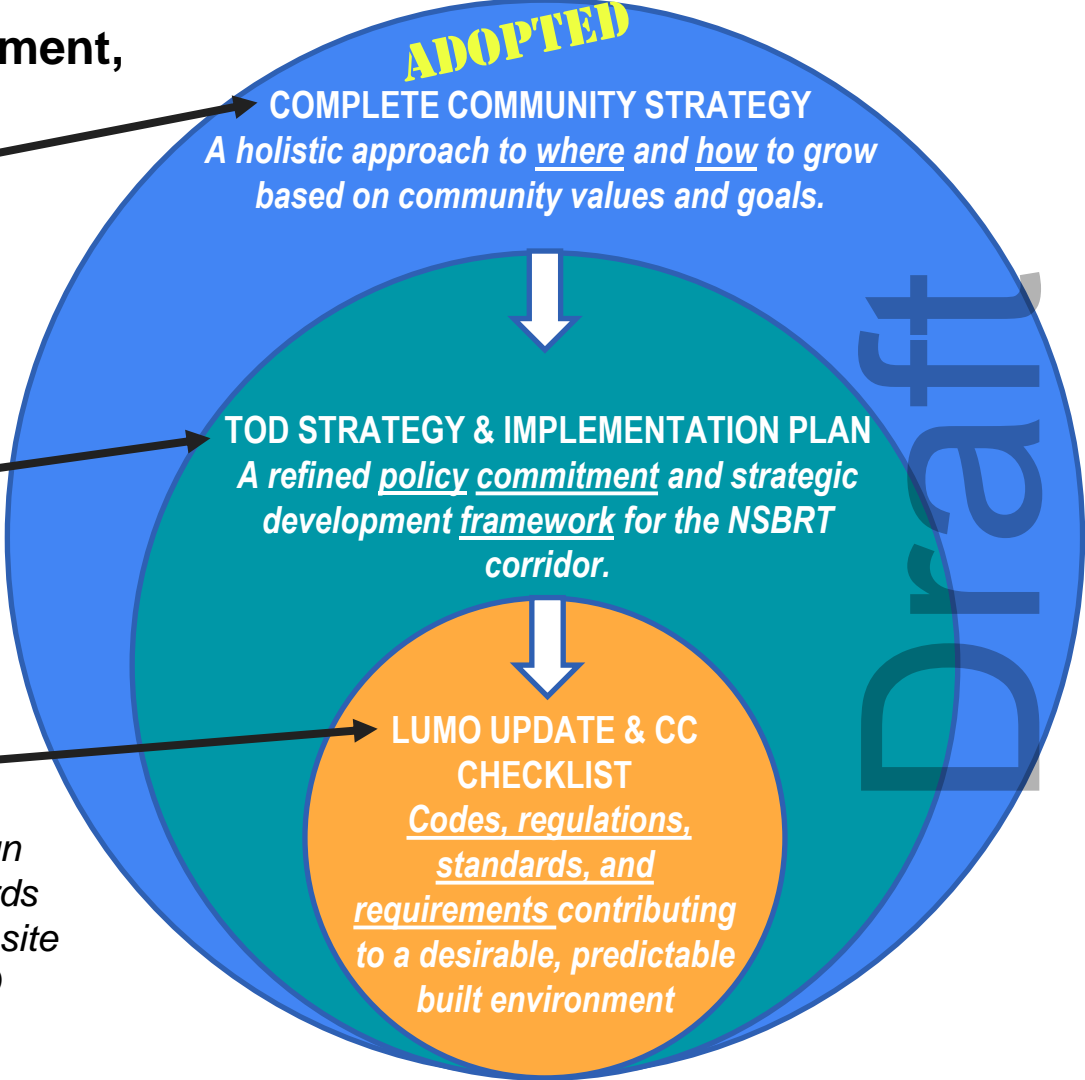 ment,
ADOPTED
COMPLETE COMMUNITY STRATEGY
A holistic approach to where and how to grow
based on community values and goals.
TOD STRATEGY & IMPLEMENTATION PLAN
A refined policy commitment and strategic
development framework for the NSBRT
corridor.
Draft
LUMO UPDATE & CC
CHECKLIST
Codes, regulations,
standards, and
requirements contributing
to a desirable, predictable
built environment
site